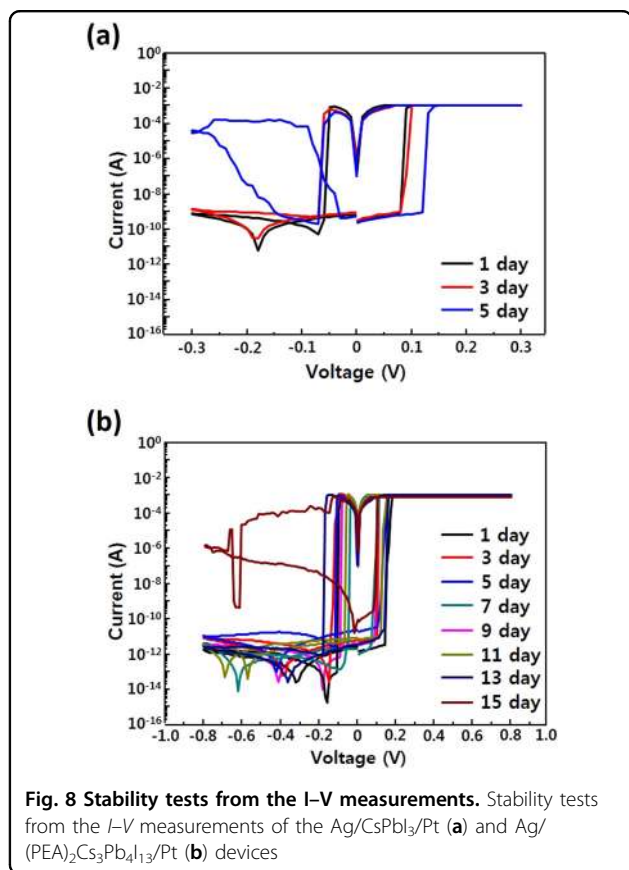 (a)
10⁰
10⁻²
10⁻⁴
10⁻⁶
10⁻⁸
10⁻¹⁰
10⁻¹²
10⁻¹⁴
10⁻¹⁶
Current (A)
1 day
3 day
5 day
-0.3 -0.2 -0.1 0 0.1 0.2 0.3
Voltage (V)
(b)
10⁰
10⁻²
10⁻⁴
10⁻⁶
10⁻⁸
10⁻¹⁰
10⁻¹²
10⁻¹⁴
10⁻¹⁶
Current (A)
1 day
3 day
5 day
7 day
9 day
11 day
13 day
15 day
-1.0 -0.8 -0.6 -0.4 -0.2 0 0.2 0.4 0.6 0.8 1.0
Voltage (V)
Fig. 8 Stability tests from the I–V measurements. Stability tests
from the I–V measurements of the Ag/CsPbI₃/Pt (a) and Ag/
(PEA)₂Cs₃Pb₄I₁₃/Pt (b) devices